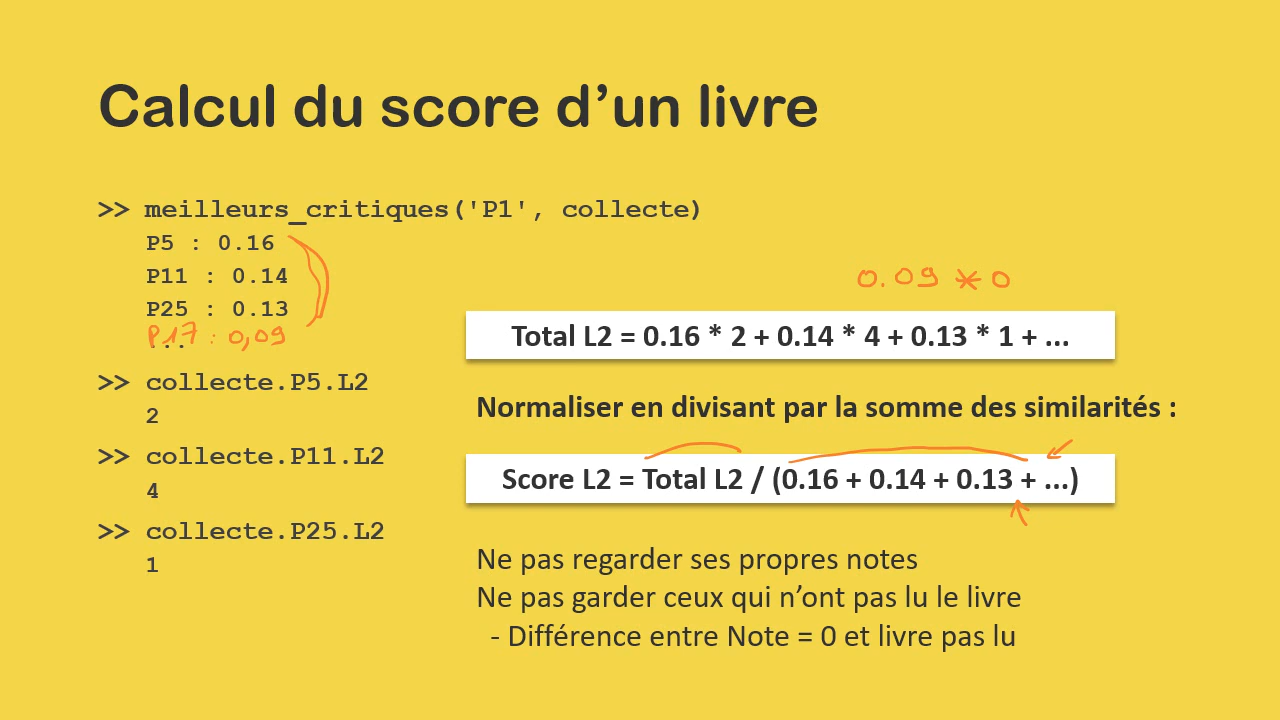 Calcul du score d’un livre
>> meilleurs_critiques('P1', collecte)
P5 : 0.16
P11 : 0.14
P25 : 0.13
P17 : 0,09
...
>> collecte.P5.L2
2
>> collecte.P11.L2
4
>> collecte.P25.L2
1
0.09 * 0
Total L2 = 0.16 * 2 + 0.14 * 4 + 0.13 * 1 + ...
Normaliser en divisant par la somme des similarités :
Score L2 = Total L2 / (0.16 + 0.14 + 0.13 + ...)
Ne pas regarder ses propres notes
Ne pas garder ceux qui n’ont pas lu le livre
- Différence entre Note = 0 et livre pas lu